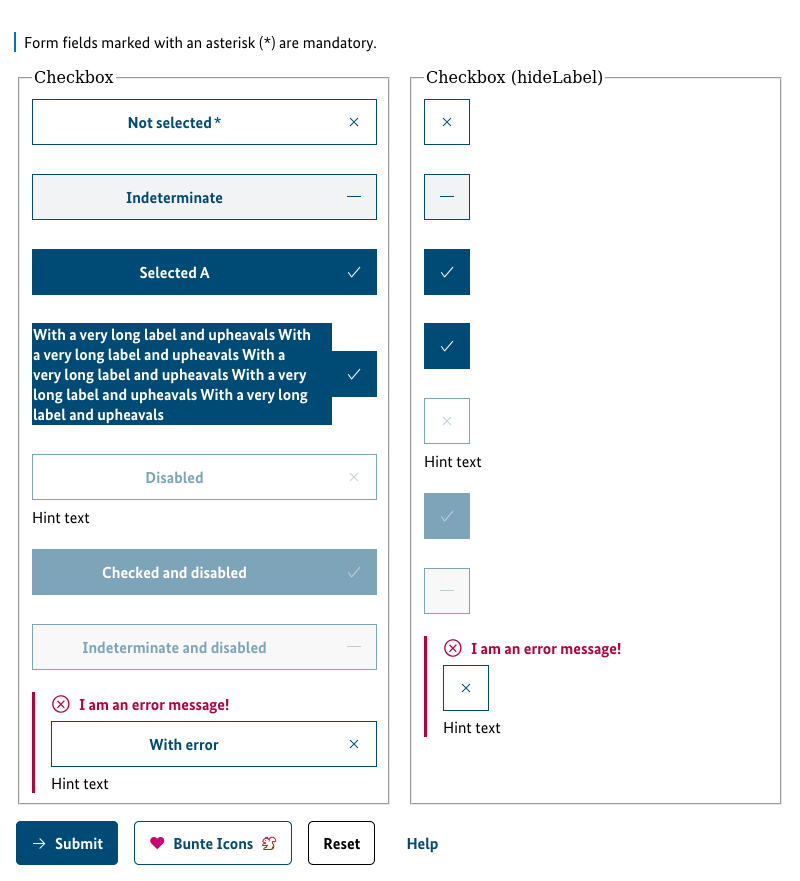 Form fields marked with an asterisk (*) are mandatory.
Checkbox
Not selected *
Indeterminate
Selected A
With a very long label and upheavals With
a very long label and upheavals With a
very long label and upheavals With a very
long label and upheavals With a very long
label and upheavals
Disabled
Hint text
Checked and disabled
Indeterminate and disabled
I am an error message!
With error
Hint text
Checkbox (hideLabel)
Hint text
I am an error message!
Hint text
Submit
Bunte Icons
Reset
Help